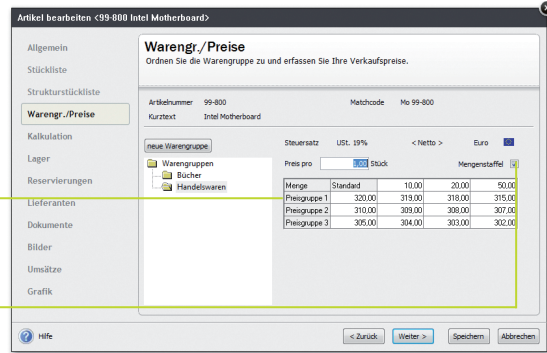 Artikel bearbeiten <99-800 Intel Motherboard>
Allgemein
Stückliste
Strukturstückliste
Warengr./Preise
Kalkulation
Lager
Reservierungen
Lieferanten
Dokumente
Bilder
Umsätze
Grafik
Warengr./Preise
Ordnen Sie die Warengruppe zu und erfassen Sie Ihre Verkaufspreise.
Artikelnummer 99-800 Matchcode Mo 99-800
Kurztext Intel Motherboard
neue Warengruppe Steuersatz USt. 19% < Netto > Euro
Warengruppen
Bücher
Handelswaren
Preis pro 1,00 Stück Mengenstaffel
Menge Standard 10,00 20,00 50,00
Preisgruppe 1 320,00 319,00 318,00 315,00
Preisgruppe 2 310,00 309,00 308,00 307,00
Preisgruppe 3 305,00 304,00 303,00 302,00
Hilfe < Zurück Weiter > Speichern Abbrechen